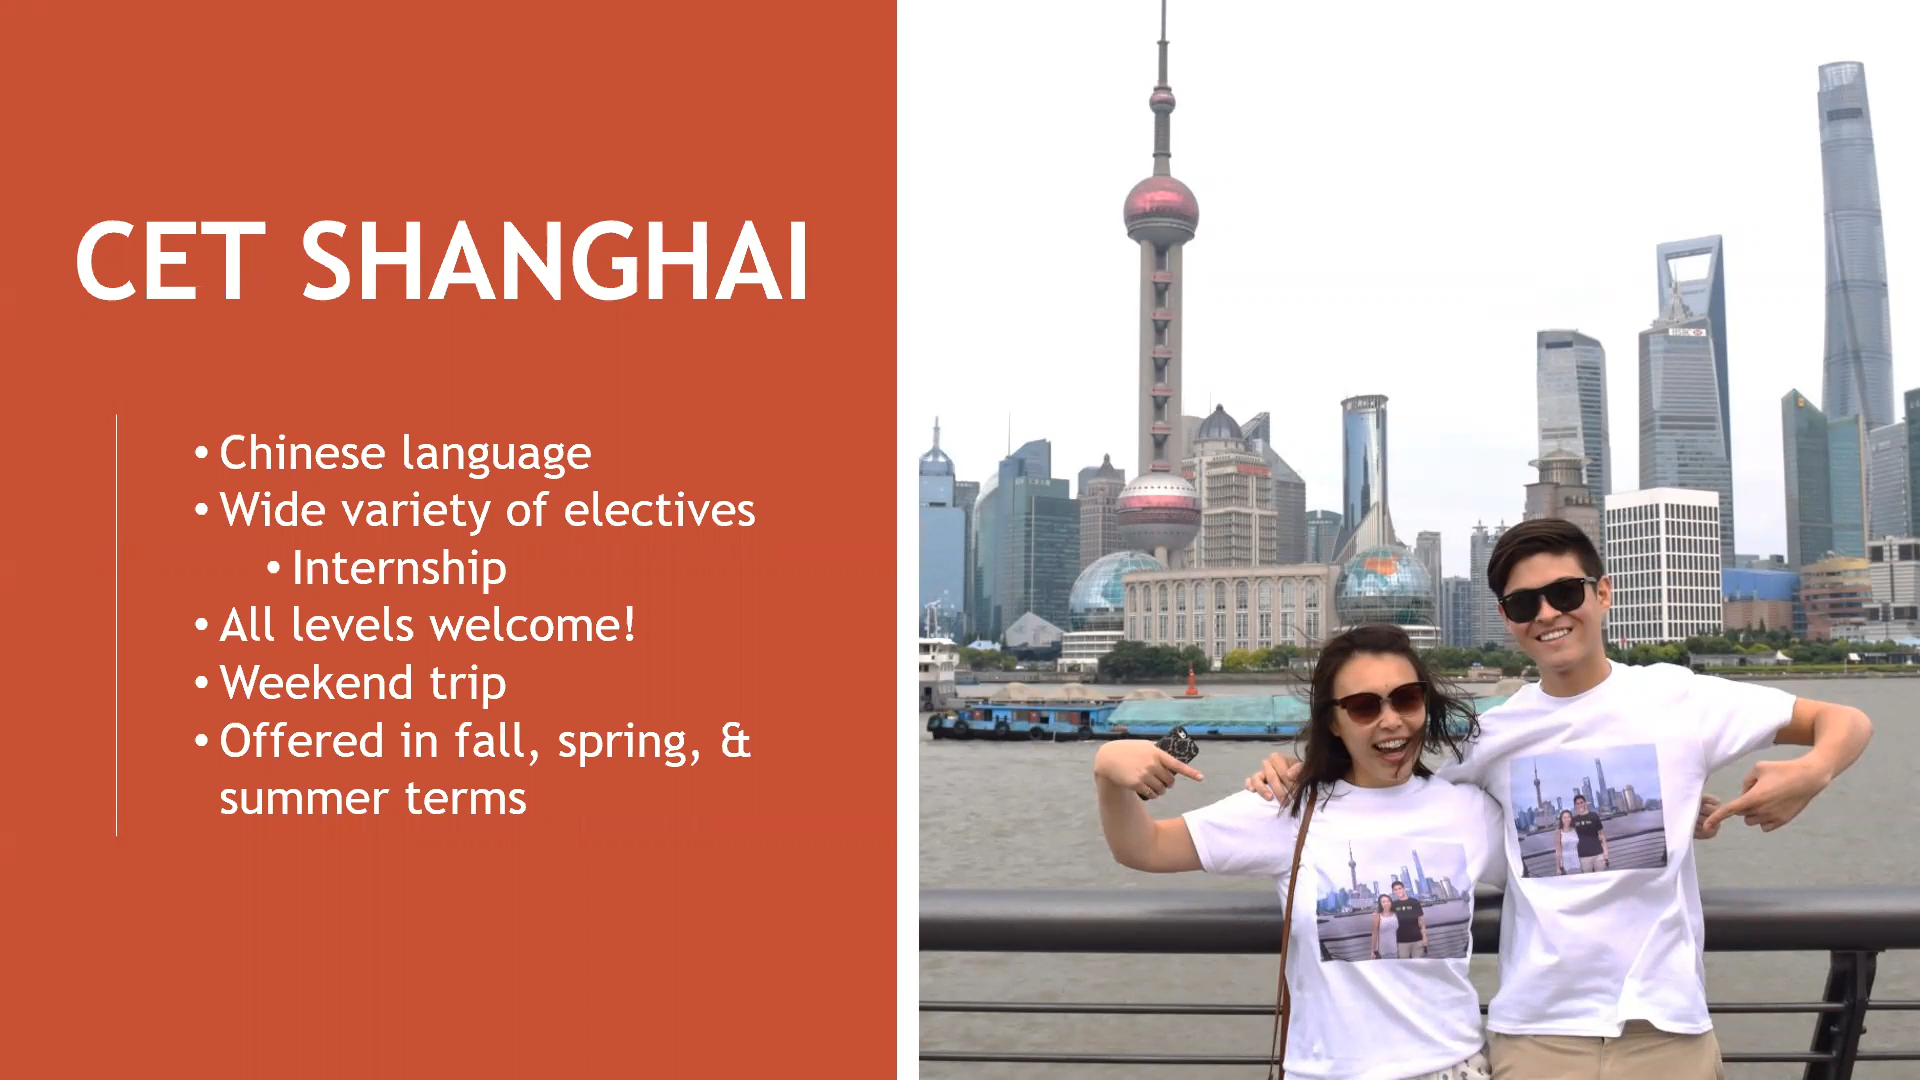 CET SHANGHAI
• Chinese language
• Wide variety of electives
• Internship
• All levels welcome!
• Weekend trip
• Offered in fall, spring, &
summer terms
HSBC